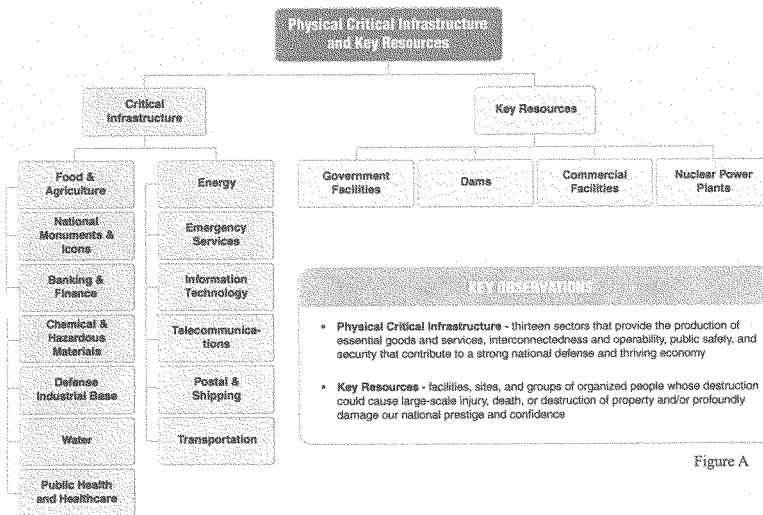 Physical Critical Infrastructure
and Key Resources
Critical
Infrastructure
Key Resources
Food &
Agriculture
National
Monuments &
Icons
Banking &
Finance
Chemical &
Hazardous
Materials
Defense
Industrial Base
Water
Public Health
and Healthcare
Energy
Emergency
Services
Information
Technology
Telecommunica-
tions
Postal &
Shipping
Transportation
Government
Facilities
Dams
Commercial
Facilities
Nuclear Power
Plants
KEY OBSERVATIONS
• Physical Critical Infrastructure - thirteen sectors that provide the production of
essential goods and services, interconnectedness and operability, public safety, and
security that contribute to a strong national defense and thriving economy
• Key Resources - facilities, sites, and groups of organized people whose destruction
could cause large-scale injury, death, or destruction of property and/or profoundly
damage our national prestige and confidence
Figure A